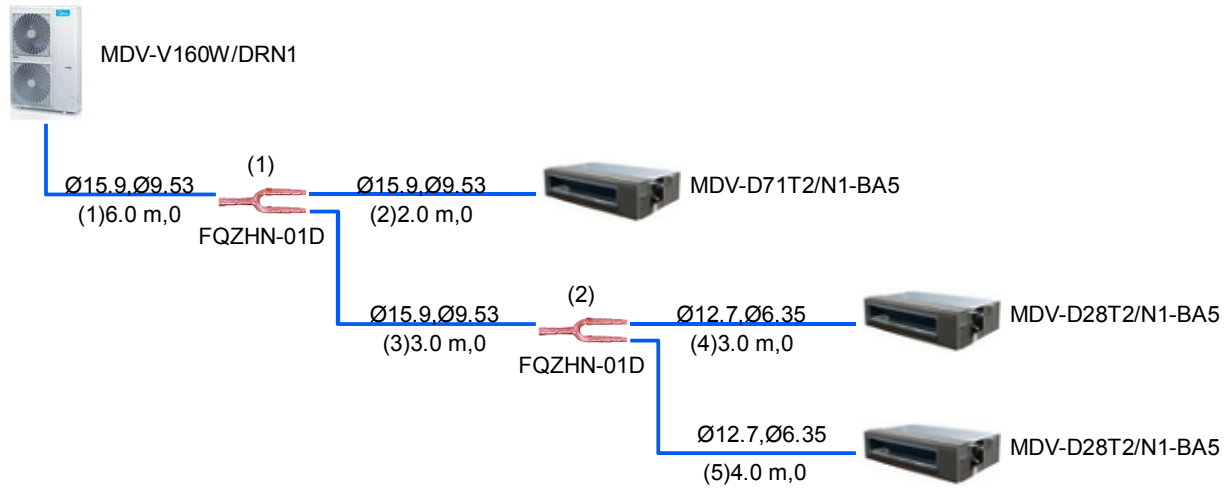 MDV-V160W/DRN1
(1)
Ø15.9,Ø9.53
(1)6.0 m,0
FQZHN-01D
Ø15.9,Ø9.53
(2)2.0 m,0
MDV-D71T2/N1-BA5
Ø15.9,Ø9.53
(3)3.0 m,0
(2)
FQZHN-01D
Ø12.7,Ø6.35
(4)3.0 m,0
MDV-D28T2/N1-BA5
Ø12.7,Ø6.35
(5)4.0 m,0
MDV-D28T2/N1-BA5